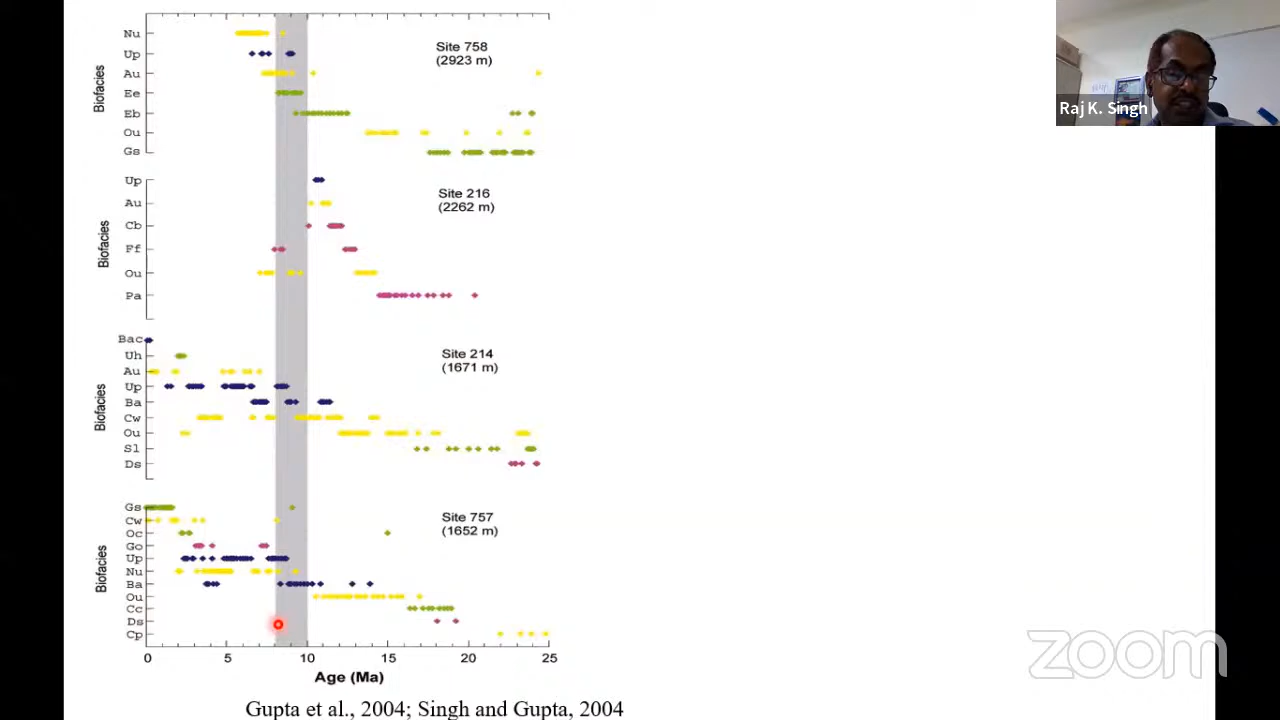 Raj K. Singh
Biofacies
Nu
Up
Au
Ee
Eb
Ou
Gs
Site 758
(2923 m)
Biofacies
Up
Au
Cb
Ff
Ou
Pa
Site 216
(2262 m)
Biofacies
Bac
Uh
Au
Up
Ba
Cw
Ou
Sl
Ds
Site 214
(1671 m)
Biofacies
Gs
Cw
Oc
Go
Up
Nu
Ba
Ou
Cc
Ds
Cp
Site 757
(1652 m)
0 5 10 15 20 25
Age (Ma)
Gupta et al., 2004; Singh and Gupta, 2004
zoom